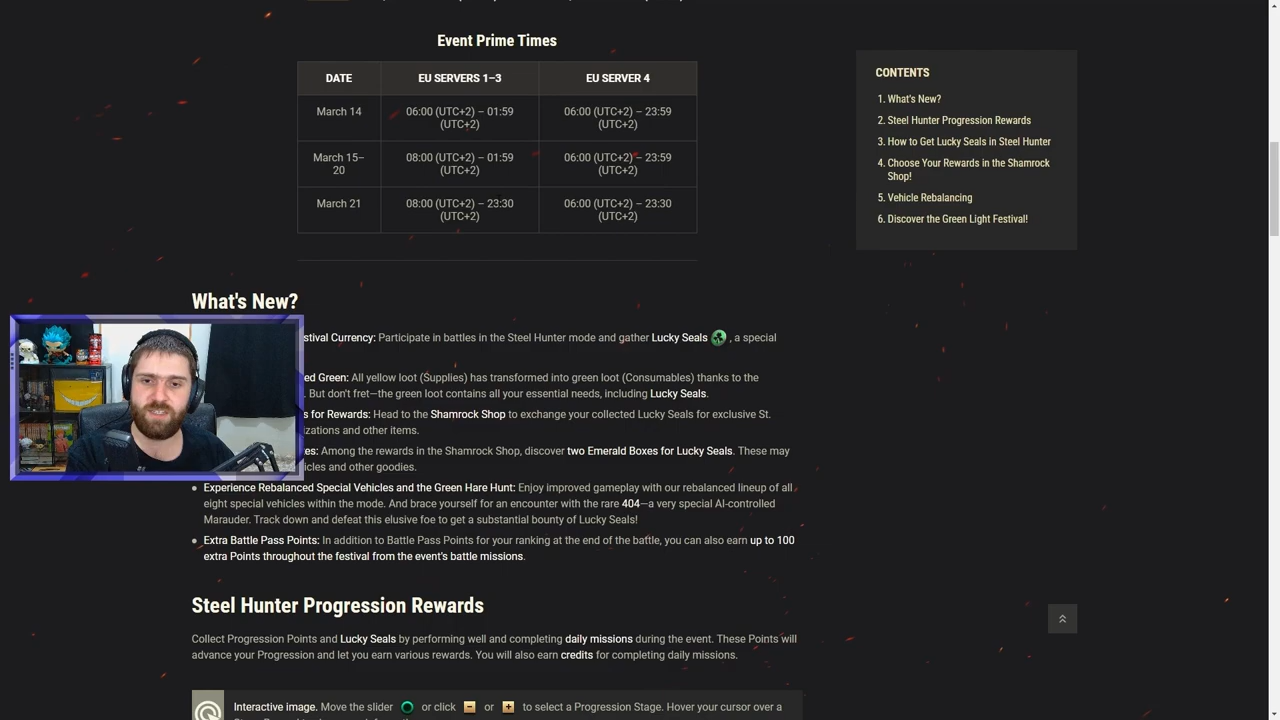 Event Prime Times
DATE EU SERVERS 1–3 EU SERVER 4
March 14 06:00 (UTC+2) – 01:59 (UTC+2) 06:00 (UTC+2) – 23:59 (UTC+2)
March 15–20 08:00 (UTC+2) – 01:59 (UTC+2) 06:00 (UTC+2) – 23:59 (UTC+2)
March 21 08:00 (UTC+2) – 23:30 (UTC+2) 06:00 (UTC+2) – 23:30 (UTC+2)
CONTENTS
1. What's New?
2. Steel Hunter Progression Rewards
3. How to Get Lucky Seals in Steel Hunter
4. Choose Your Rewards in the Shamrock
Shop!
5. Vehicle Rebalancing
6. Discover the Green Light Festival!
What's New?
stival Currency: Participate in battles in the Steel Hunter mode and gather Lucky Seals , a special
ed Green: All yellow loot (Supplies) has transformed into green loot (Consumables) thanks to the
. But don't fret—the green loot contains all your essential needs, including Lucky Seals.
s for Rewards: Head to the Shamrock Shop to exchange your collected Lucky Seals for exclusive St.
izations and other items.
es: Among the rewards in the Shamrock Shop, discover two Emerald Boxes for Lucky Seals. These may
icles and other goodies.
• Experience Rebalanced Special Vehicles and the Green Hare Hunt: Enjoy improved gameplay with our rebalanced lineup of all
eight special vehicles within the mode. And brace yourself for an encounter with the rare 404—a very special AI-controlled
Marauder. Track down and defeat this elusive foe to get a substantial bounty of Lucky Seals!
• Extra Battle Pass Points: In addition to Battle Pass Points for your ranking at the end of the battle, you can also earn up to 100
extra Points throughout the festival from the event's battle missions.
Steel Hunter Progression Rewards
Collect Progression Points and Lucky Seals by performing well and completing daily missions during the event. These Points will
advance your Progression and let you earn various rewards. You will also earn credits for completing daily missions.
Interactive image. Move the slider or click − or + to select a Progression Stage. Hover your cursor over a